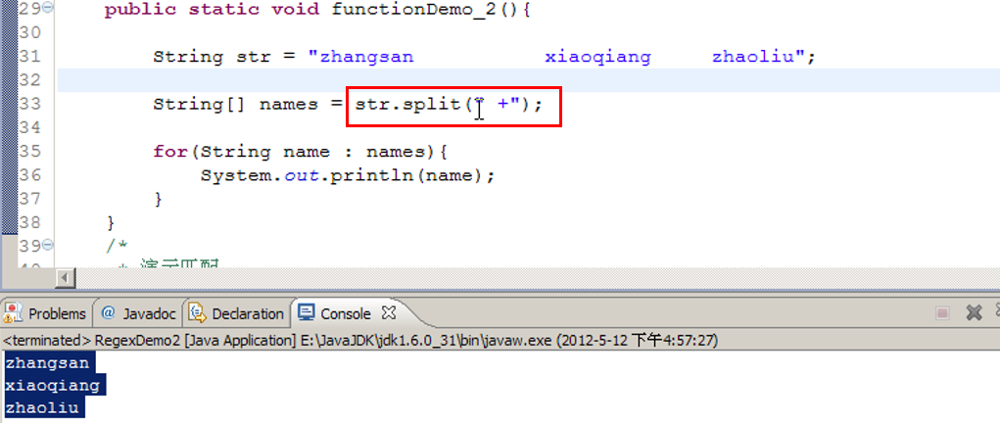 29 public static void functionDemo_2(){
30
31 String str = "zhangsan            xiaoqiang     zhaoliu";
32
33 String[] names = str.split(" +");
34
35 for(String name : names){
36 System.out.println(name);
37 }
38 }
39 /*
* 演示匹配
Problems @ Javadoc Declaration Console
<terminated> RegexDemo2 [Java Application] E:\JavaJDK\jdk1.6.0_31\bin\javaw.exe (2012-5-12 下午4:57:27)
zhangsan
xiaoqiang
zhaoliu